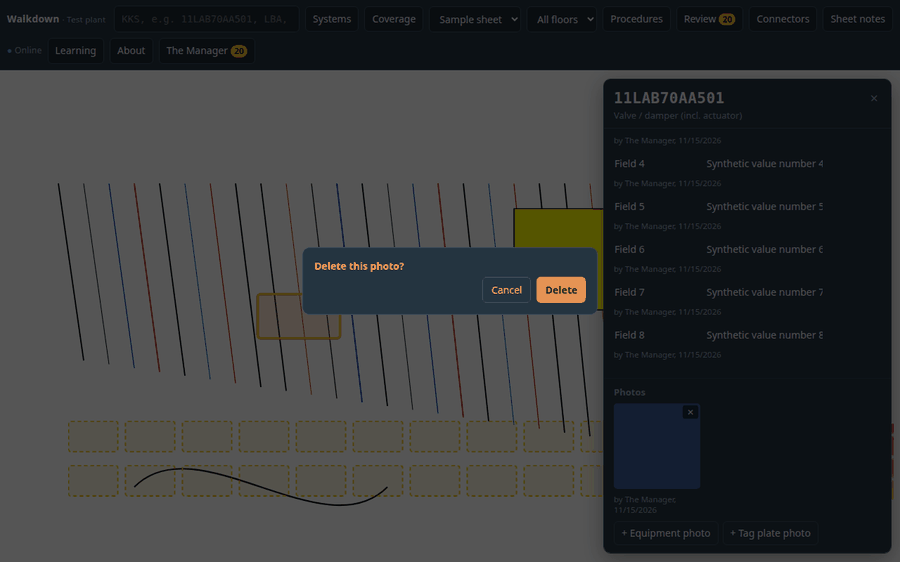 Walkdown · Test plant KKS, e.g. 11LAB70AA501, LBA, Systems Coverage Sample sheet All floors Procedures Review 20 Connectors Sheet notes
● Online Learning About The Manager 20
11LAB70AA501 ×
Valve / damper (incl. actuator)
by The Manager, 11/15/2026
Field 4 Synthetic value number 4
by The Manager, 11/15/2026
Field 5 Synthetic value number 5
by The Manager, 11/15/2026
Field 6 Synthetic value number 6
by The Manager, 11/15/2026
Field 7 Synthetic value number 7
by The Manager, 11/15/2026
Field 8 Synthetic value number 8
by The Manager, 11/15/2026
Delete this photo?
Cancel Delete
Photos
×
by The Manager,
11/15/2026
+ Equipment photo + Tag plate photo